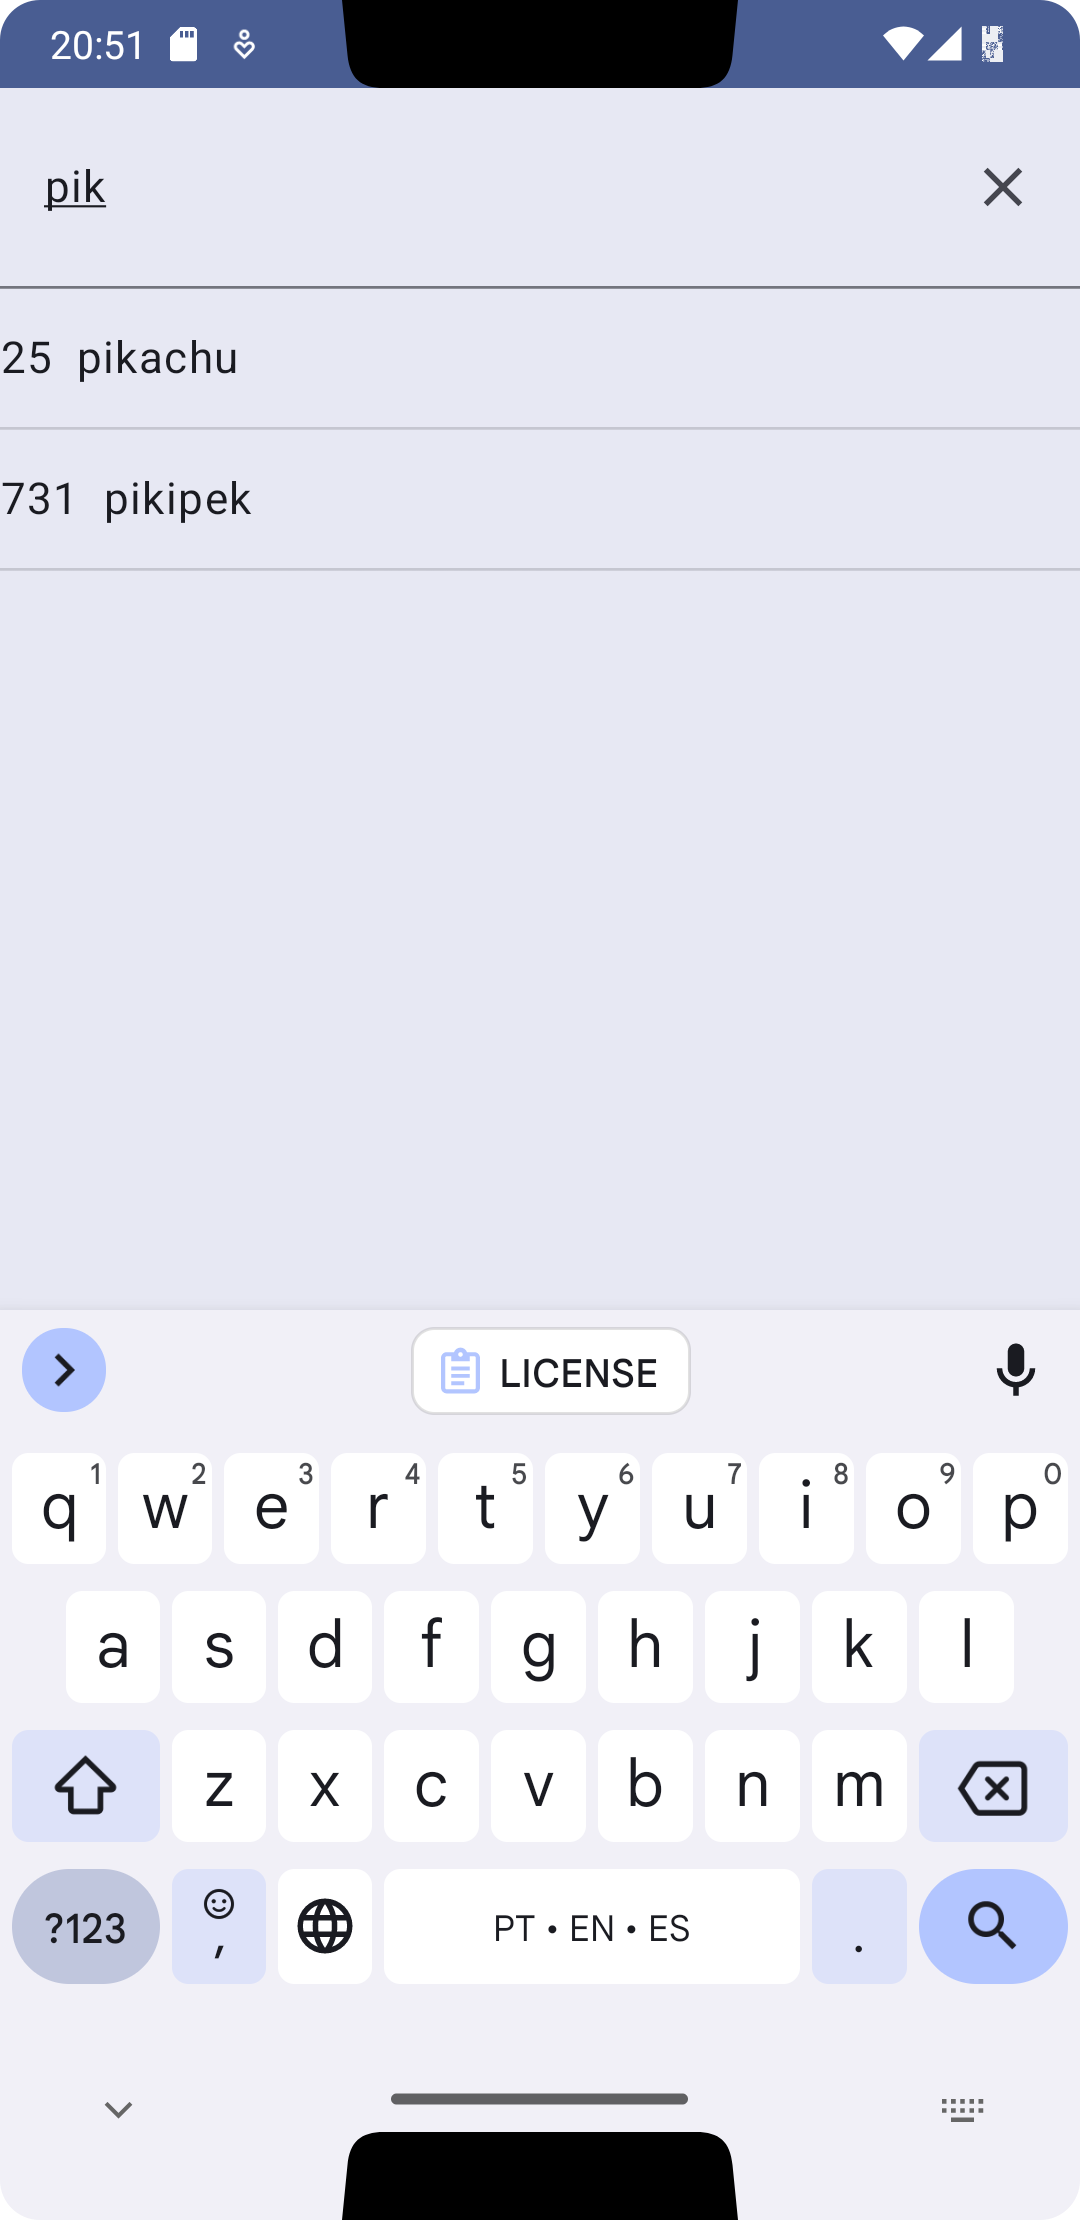 20:51
pik
25 pikachu
731 pikipek
LICENSE
q 1 w 2 e 3 r 4 t 5 y 6 u 7 i 8 o 9 p 0
a s d f g h j k l
z x c v b n m
?123 , PT • EN • ES .